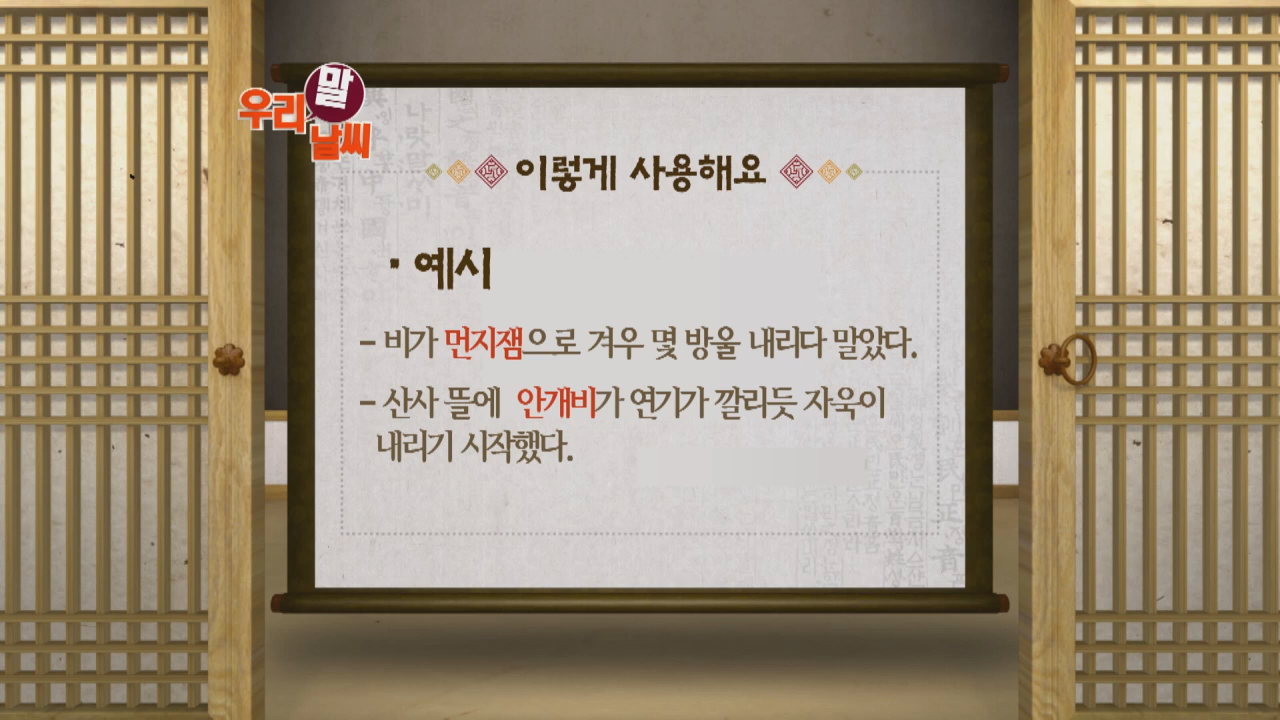 우리말
날씨
이렇게 사용해요
· 예시
- 비가 먼지잼으로 겨우 몇 방울 내리다 말았다.
- 산사 뜰에 안개비가 연기가 깔리듯 자욱이
내리기 시작했다.